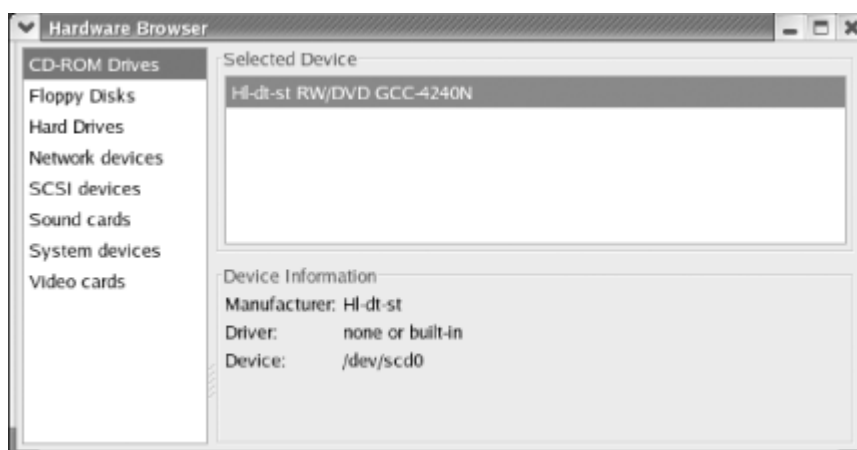 Hardware Browser
CD-ROM Drives
Floppy Disks
Hard Drives
Network devices
SCSI devices
Sound cards
System devices
Video cards
Selected Device
Hl-dt-st RW/DVD GCC-4240N
Device Information
Manufacturer: Hl-dt-st
Driver: none or built-in
Device: /dev/scd0